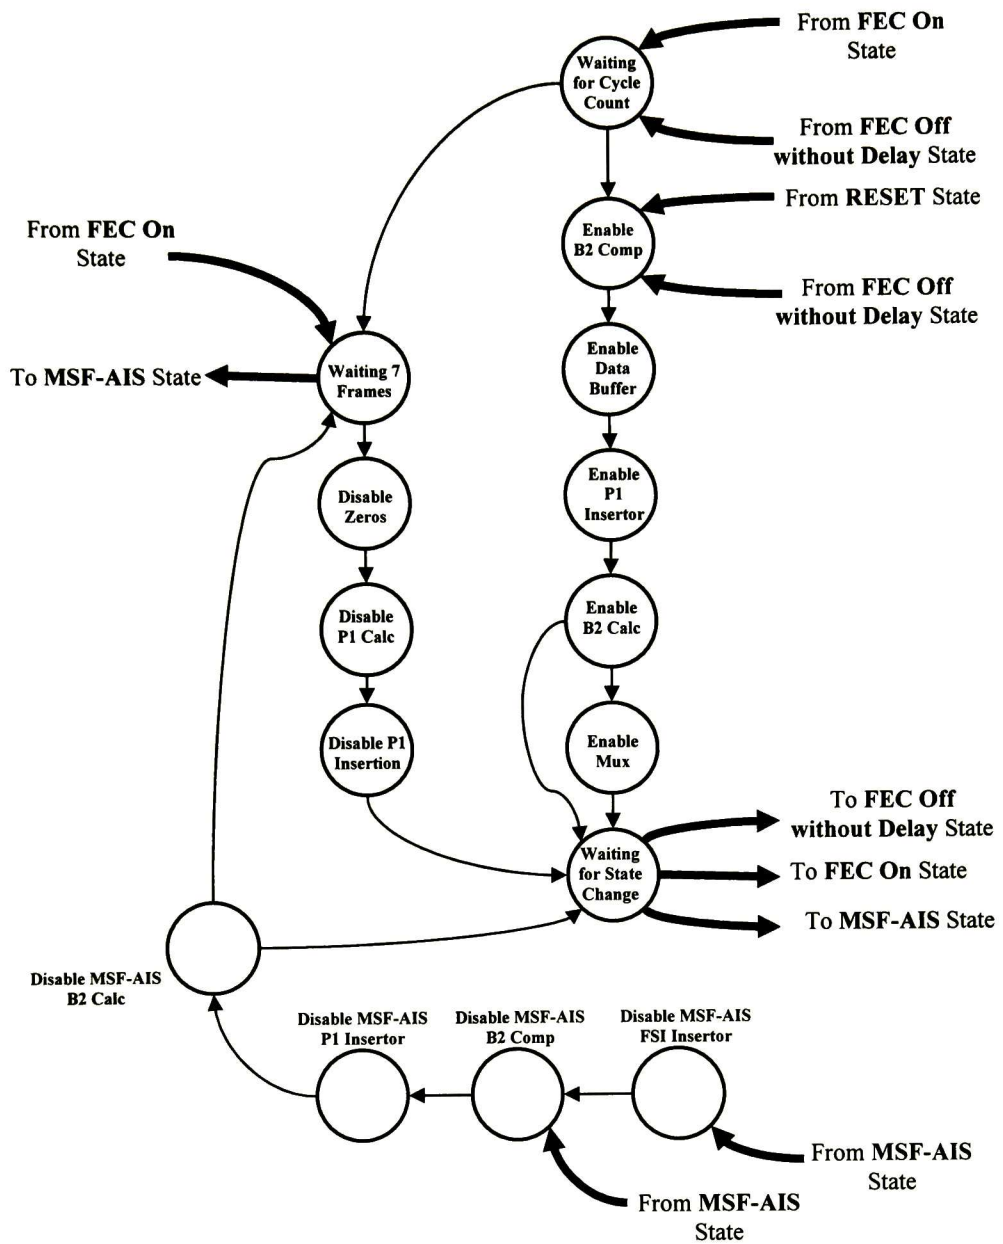 From FEC On
State
Waiting
for Cycle
Count
From FEC Off
without Delay State
From RESET State
Enable
B2 Comp
From FEC On
State
From FEC Off
without Delay State
Enable
Data
Buffer
To MSF-AIS State
Waiting 7
Frames
Enable
P1
Insertor
Disable
Zeros
Enable
B2 Calc
Disable
P1 Calc
Enable
Mux
Disable P1
Insertion
To FEC Off
without Delay State
Waiting
for State
Change
To FEC On State
To MSF-AIS State
Disable MSF-AIS
B2 Calc
Disable MSF-AIS
P1 Insertor
Disable MSF-AIS
B2 Comp
Disable MSF-AIS
FSI Insertor
From MSF-AIS
State
From MSF-AIS
State